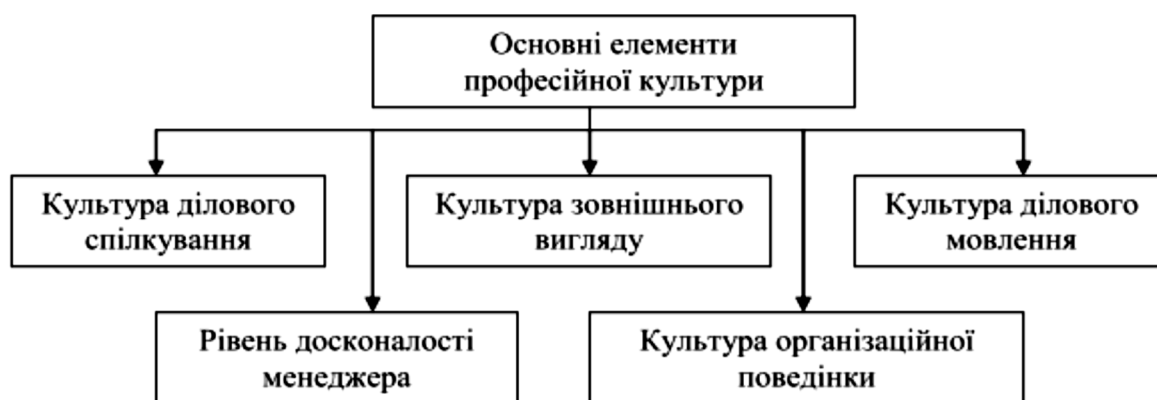 Основні елементи
професійної культури
Культура ділового
спілкування
Культура зовнішнього
вигляду
Культура ділового
мовлення
Рівень досконалості
менеджера
Культура організаційної
поведінки